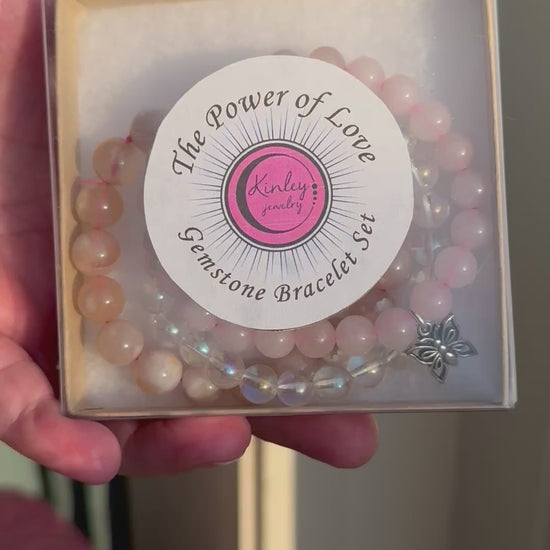 The Power of Love
Kinley
jewelry
Gemstone Bracelet Set